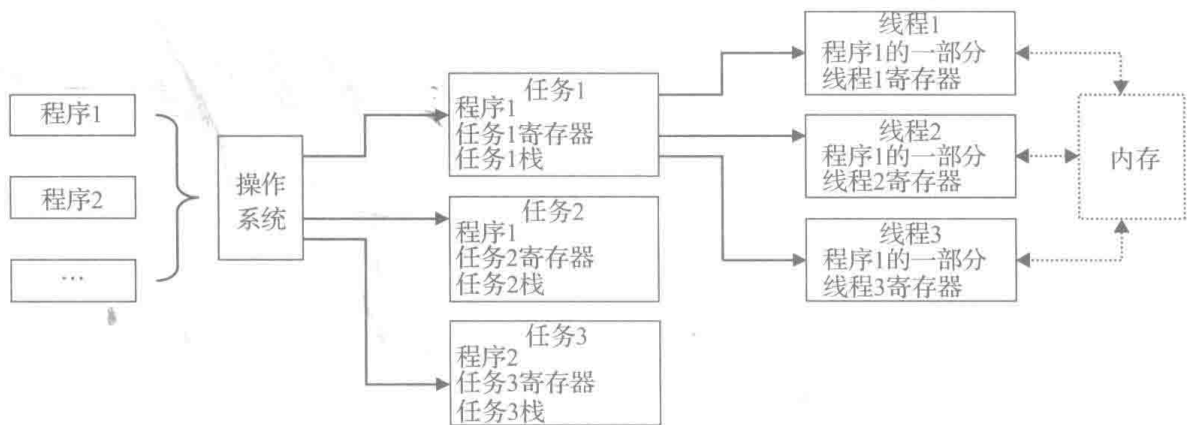 程序1
程序2
…
操作
系统
任务1
程序1
任务1寄存器
任务1栈
任务2
程序1
任务2寄存器
任务2栈
任务3
程序2
任务3寄存器
任务3栈
线程1
程序1的一部分
线程1寄存器
线程2
程序1的一部分
线程2寄存器
线程3
程序1的一部分
线程3寄存器
内存